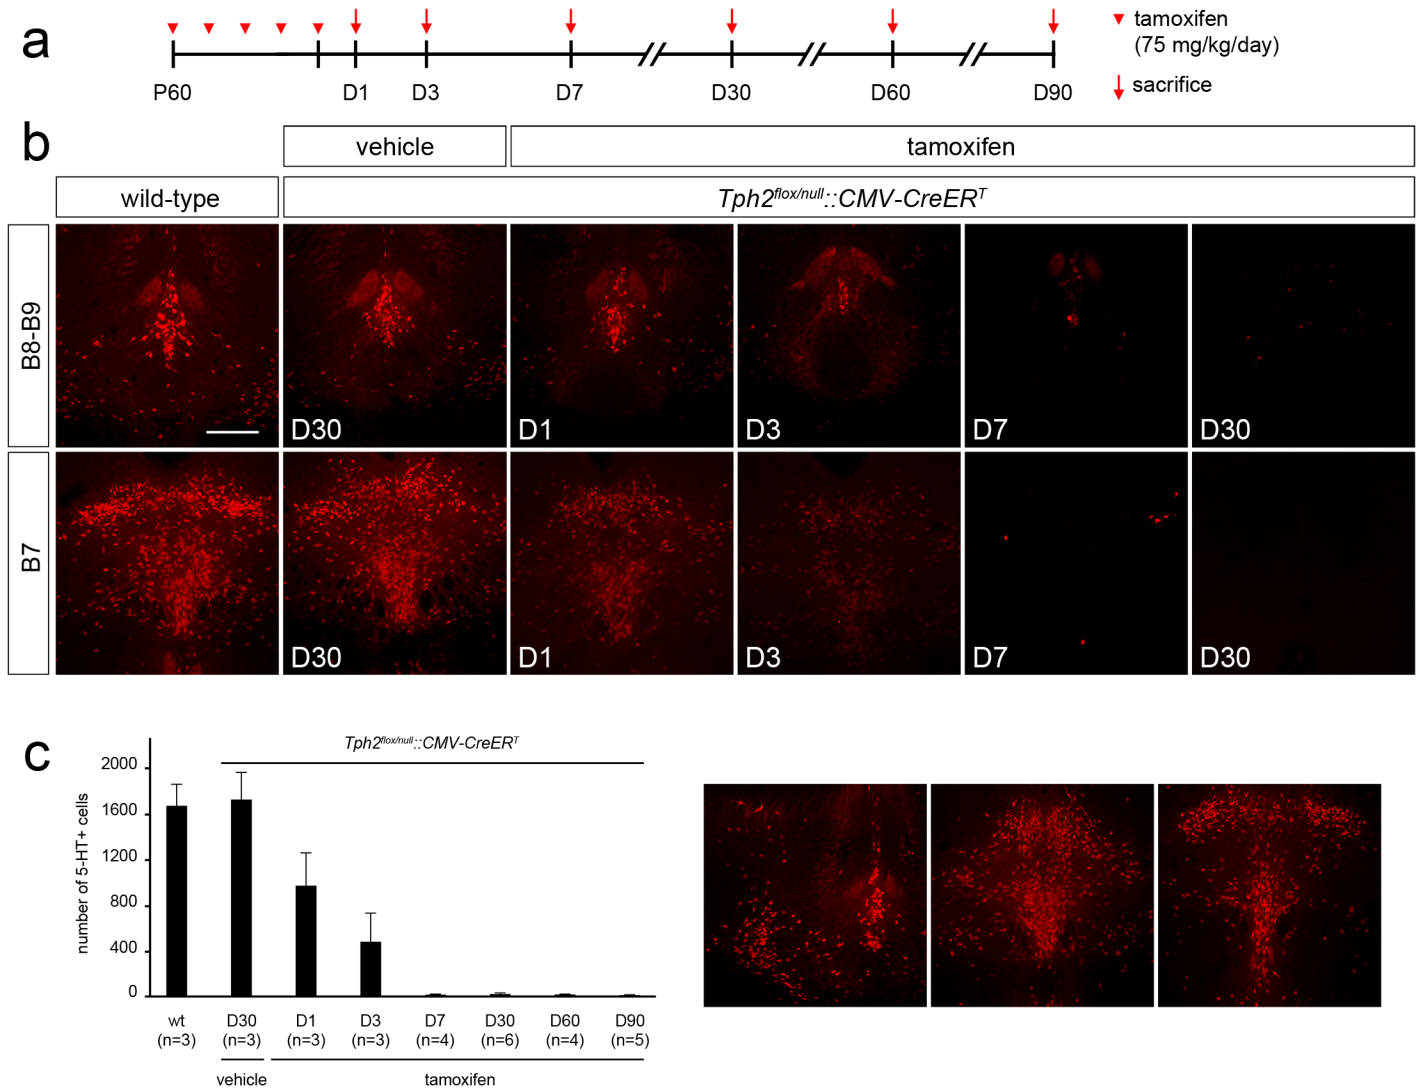 a
P60
D1
D3
D7
D30
D60
D90
tamoxifen
(75 mg/kg/day)
sacrifice
b
vehicle
tamoxifen
wild-type
Tph2flox/null::CMV-CreERT
B8-B9
D30
D1
D3
D7
D30
B7
D30
D1
D3
D7
D30
c
Tph2flox/null::CMV-CreERT
number of 5-HT+ cells
2000
1600
1200
800
400
0
wt
(n=3)
D30
(n=3)
D1
(n=3)
D3
(n=3)
D7
(n=4)
D30
(n=6)
D60
(n=4)
D90
(n=5)
vehicle
tamoxifen